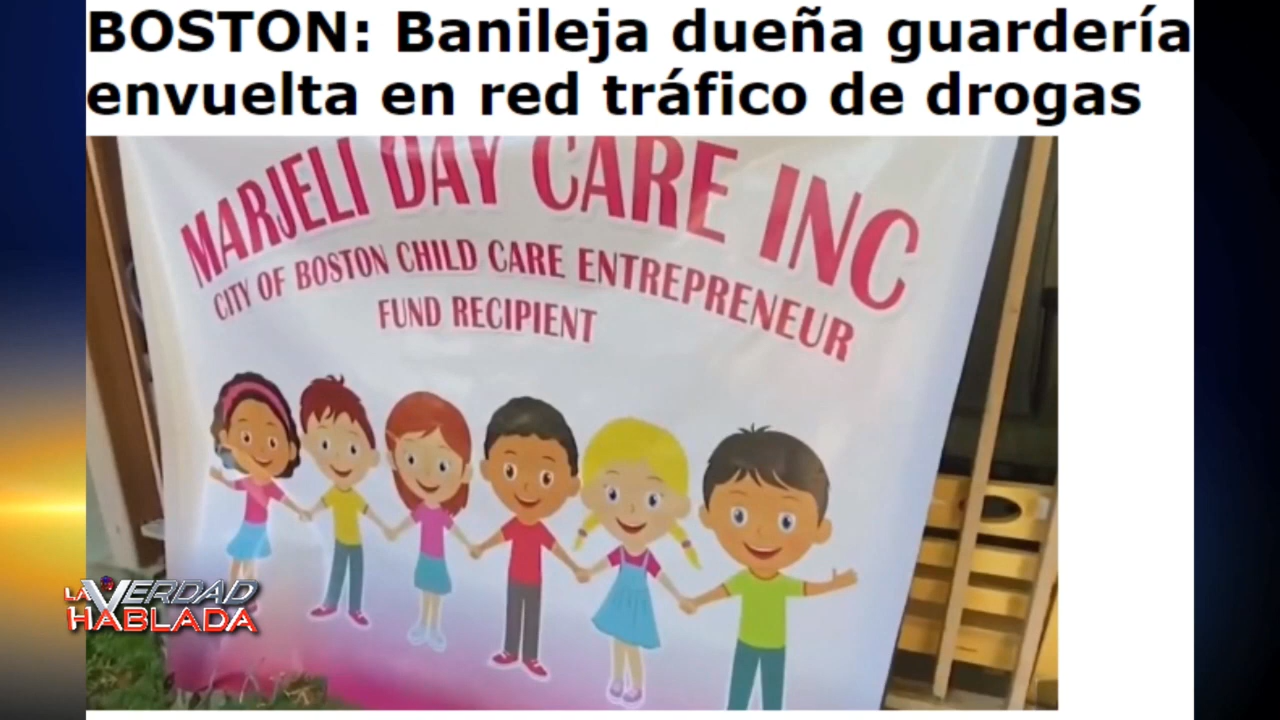 BOSTON: Banileja dueña guardería
envuelta en red tráfico de drogas
MARJELI DAY CARE INC
CITY OF BOSTON CHILD CARE ENTREPRENEUR
FUND RECIPIENT
LA VERDAD
HABLADA